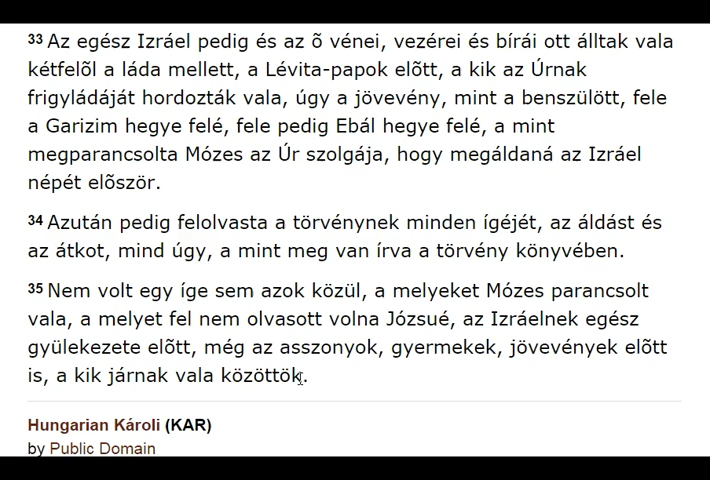 33 Az egész Izráel pedig és az õ vénei, vezérei és bírái ott álltak vala
kétfelõl a láda mellett, a Lévita-papok elõtt, a kik az Úrnak
frigyládáját hordozták vala, úgy a jövevény, mint a benszülött, fele
a Garizim hegye felé, fele pedig Ebál hegye felé, a mint
megparancsolta Mózes az Úr szolgája, hogy megáldaná az Izráel
népét elõször.
34 Azután pedig felolvasta a törvénynek minden ígéjét, az áldást és
az átkot, mind úgy, a mint meg van írva a törvény könyvében.
35 Nem volt egy íge sem azok közül, a melyeket Mózes parancsolt
vala, a melyet fel nem olvasott volna Józsué, az Izráelnek egész
gyülekezete elõtt, még az asszonyok, gyermekek, jövevények elõtt
is, a kik járnak vala közöttök.
Hungarian Károli (KAR)
by Public Domain